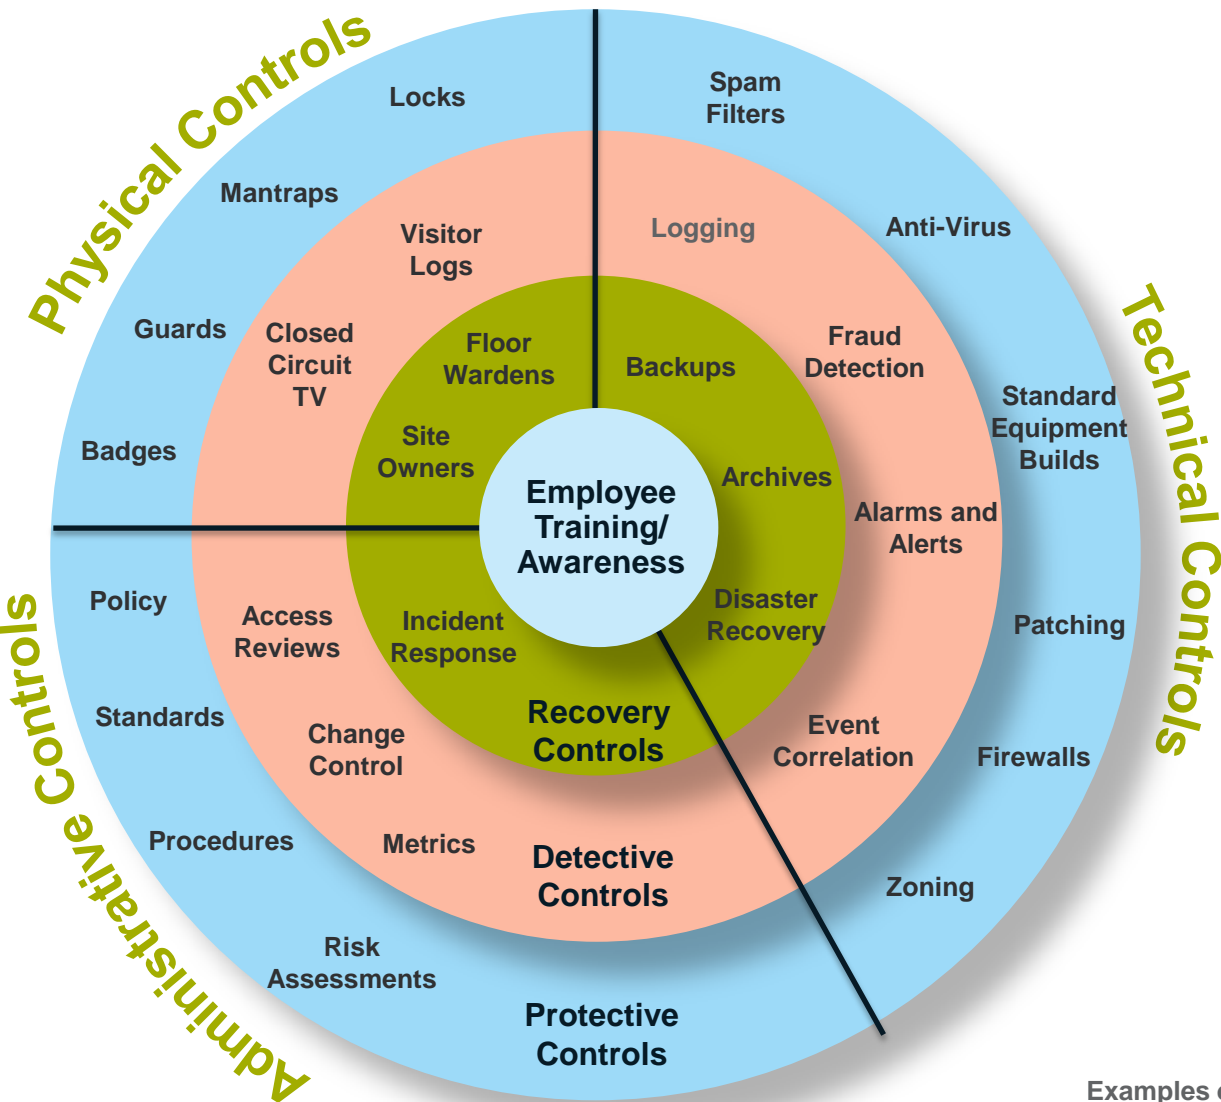 Physical Controls
Locks
Mantraps
Guards
Badges
Visitor
Logs
Closed
Circuit
TV
Floor
Wardens
Site
Owners
Technical Controls
Spam
Filters
Anti-Virus
Standard
Equipment
Builds
Patching
Firewalls
Zoning
Logging
Fraud
Detection
Alarms and
Alerts
Event
Correlation
Backups
Archives
Disaster
Recovery
Employee
Training/
Awareness
Administrative Controls
Policy
Standards
Procedures
Risk
Assessments
Access
Reviews
Change
Control
Metrics
Incident
Response
Recovery
Controls
Detective
Controls
Protective
Controls
Examples